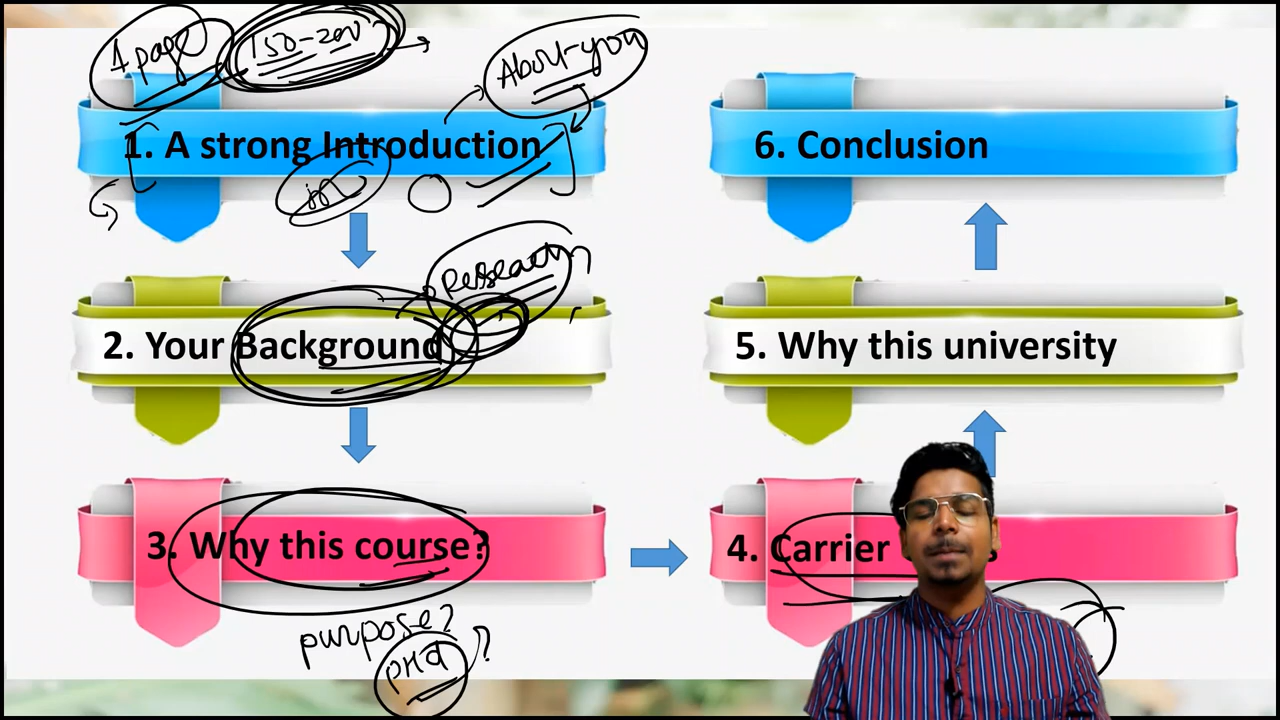 1 page
150-200
About-you
1. A strong Introduction
2. Your Background
3. Why this course?
purpose?
PHd ?
4. Carrier
5. Why this university
6. Conclusion